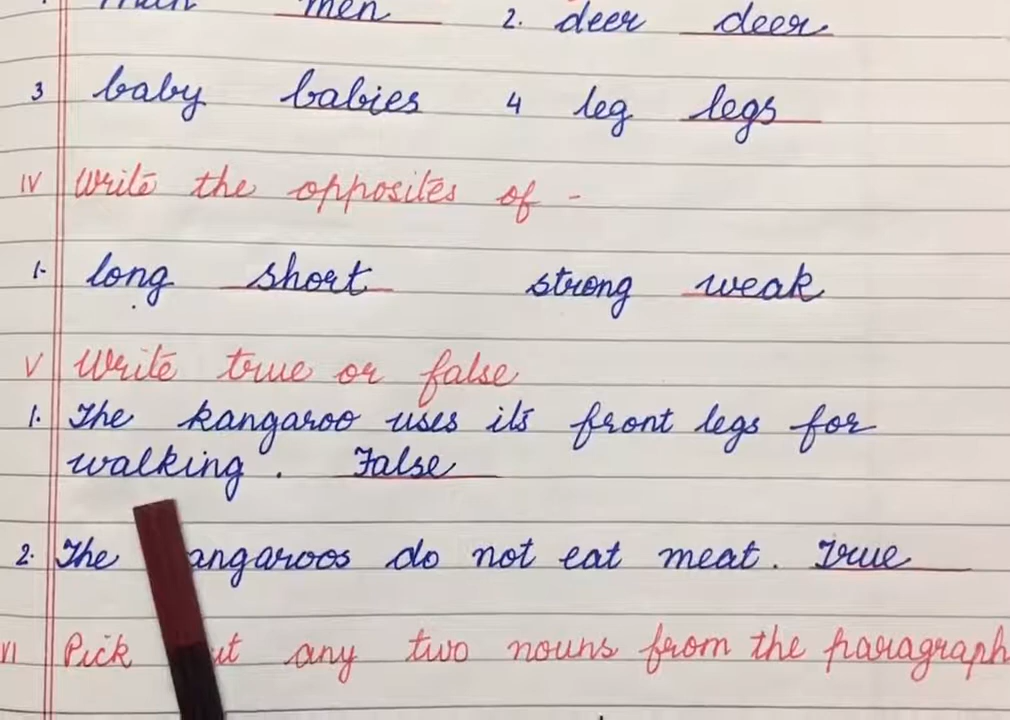 men 2. deer deer
3 baby babies 4 leg legs
IV Write the opposites of -
1. long short strong weak
V Write true or false
1. The kangaroo uses its front legs for
walking. False
2. The angaroos do not eat meat. True
VI Pick ut any two nouns from the paragraph